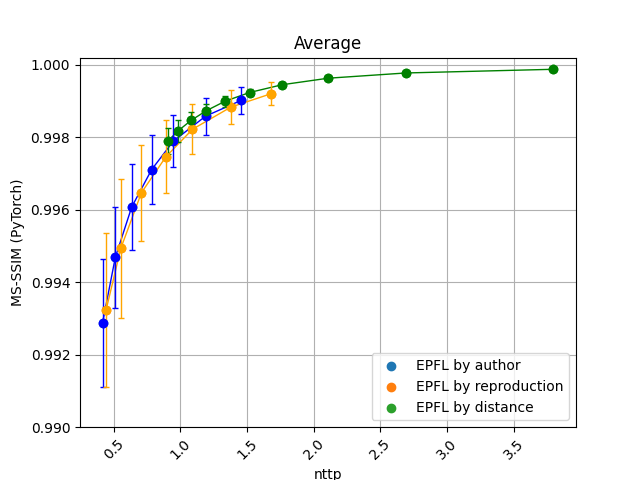 Average
MS-SSIM (PyTorch)
1.000
0.998
0.996
0.994
0.992
0.990
EPFL by author
EPFL by reproduction
EPFL by distance
0.5
1.0
1.5
2.0
2.5
3.0
3.5
nttp